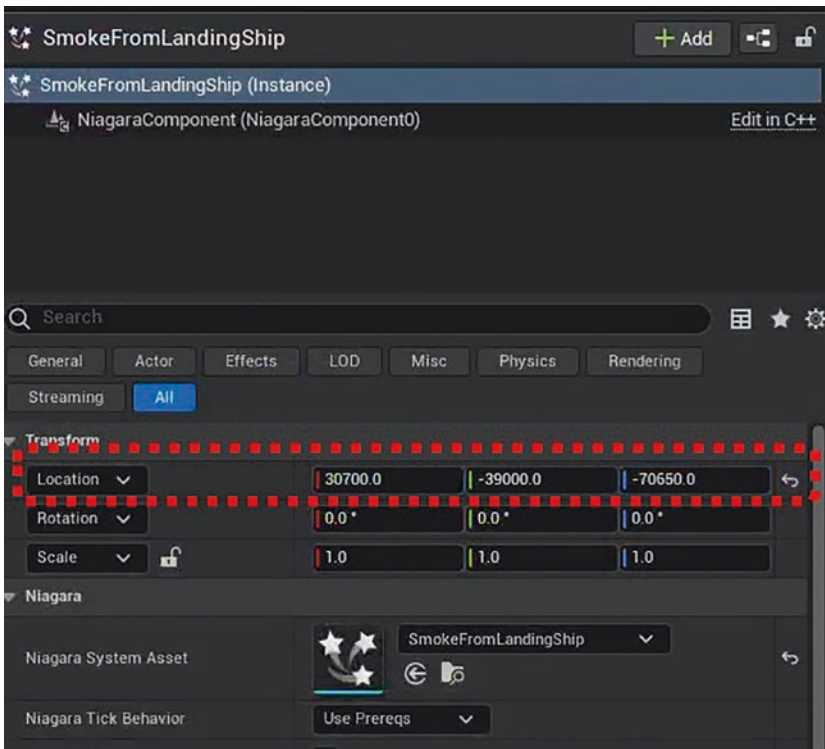 SmokeFromLandingShip
Add
SmokeFromLandingShip (Instance)
NiagaraComponent (NiagaraComponent0) Edit in C++
Search
General Actor Effects LOD Misc Physics Rendering
Streaming All
Transform
Location 30700.0 -39000.0 -70650.0
Rotation 0.0 ° 0.0 ° 0.0 °
Scale 1.0 1.0 1.0
Niagara
Niagara System Asset SmokeFromLandingShip
Niagara Tick Behavior Use Prereqs